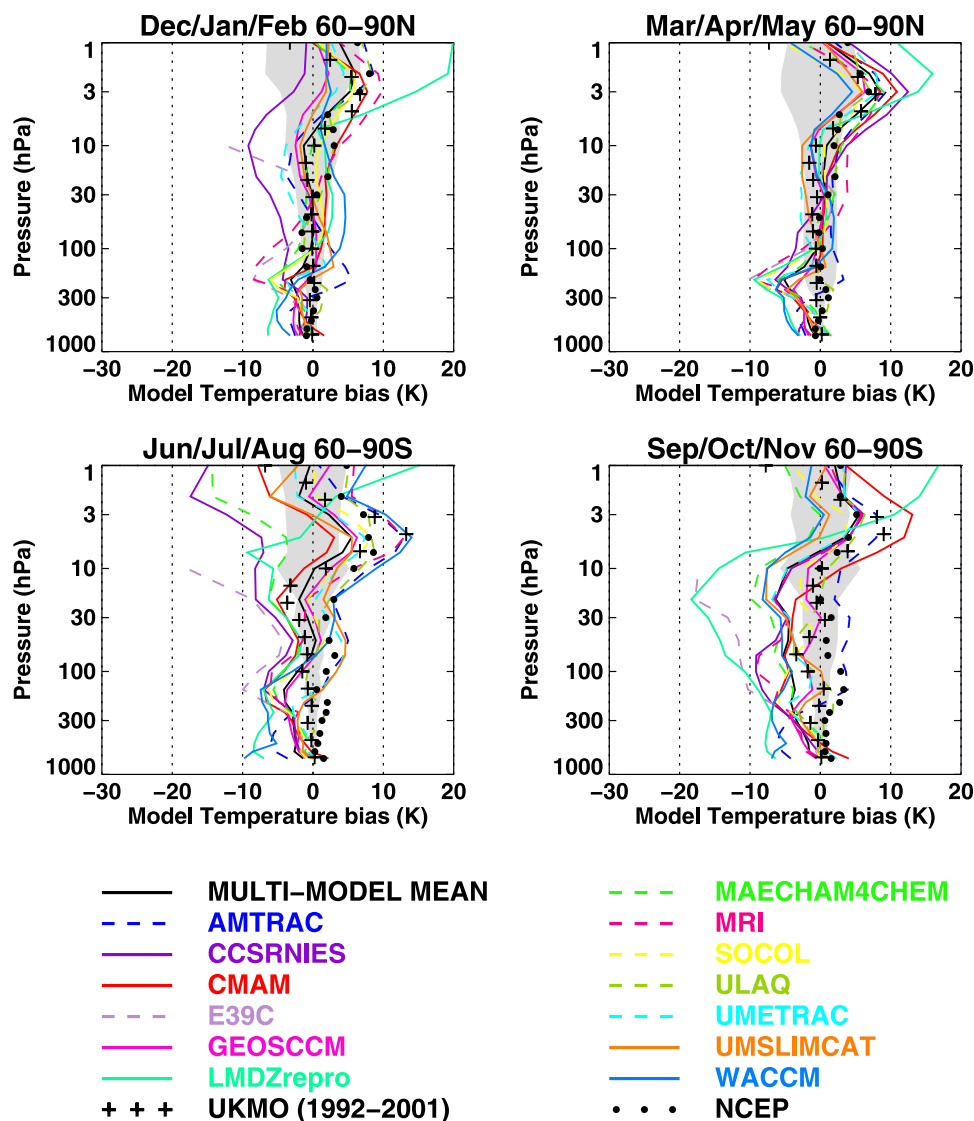 Dec/Jan/Feb 60−90N
Pressure (hPa)
1
3
10
30
100
300
1000
−30 −20 −10 0 10 20
Model Temperature bias (K)
Mar/Apr/May 60−90N
Pressure (hPa)
1
3
10
30
100
300
1000
−30 −20 −10 0 10 20
Model Temperature bias (K)
Jun/Jul/Aug 60−90S
Pressure (hPa)
1
3
10
30
100
300
1000
−30 −20 −10 0 10 20
Model Temperature bias (K)
Sep/Oct/Nov 60−90S
Pressure (hPa)
1
3
10
30
100
300
1000
−30 −20 −10 0 10 20
Model Temperature bias (K)
MULTI−MODEL MEAN
AMTRAC
CCSRNIES
CMAM
E39C
GEOSCCM
LMDZrepro
UKMO (1992−2001)
MAECHAM4CHEM
MRI
SOCOL
ULAQ
UMETRAC
UMSLIMCAT
WACCM
NCEP